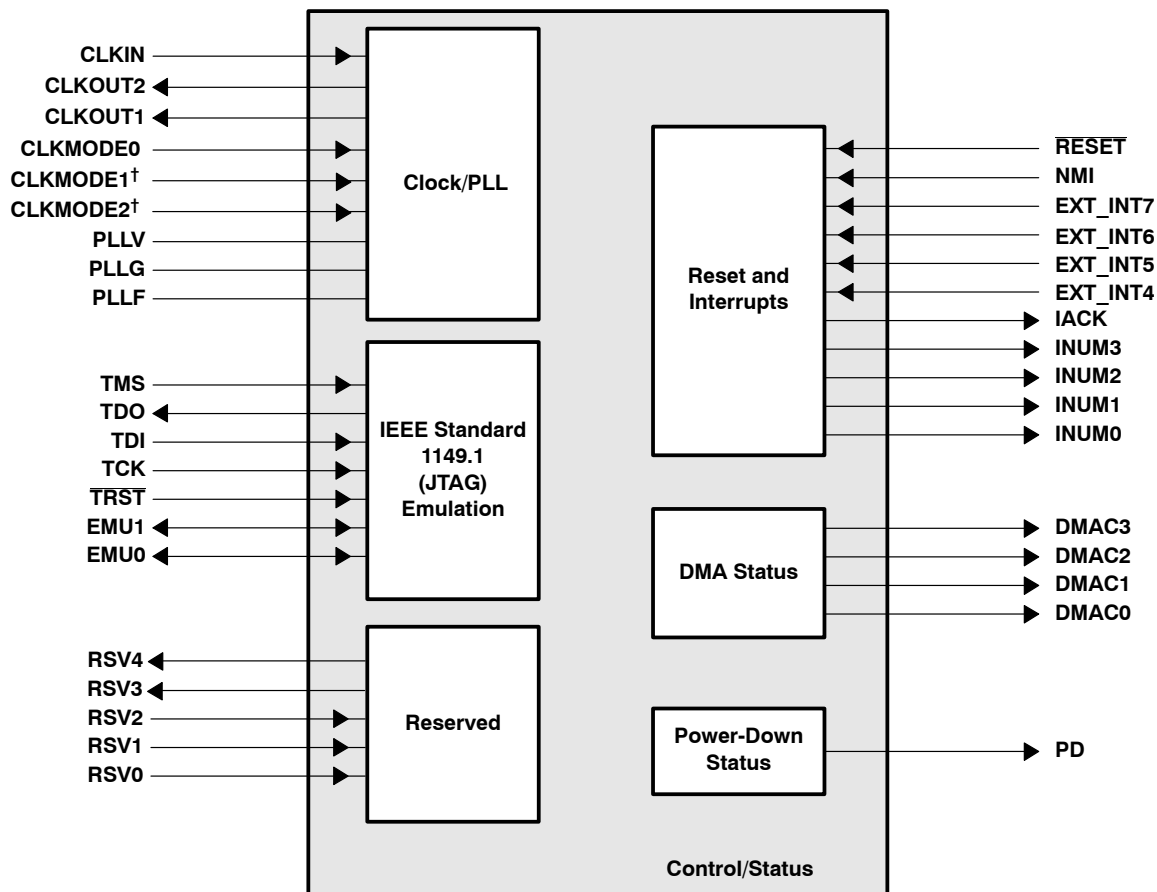 CLKIN
CLKOUT2
CLKOUT1
CLKMODE0
CLKMODE1†
CLKMODE2†
PLLV
PLLG
PLLF
Clock/PLL
TMS
TDO
TDI
TCK
T̅R̅S̅T̅
EMU1
EMU0
IEEE Standard
1149.1
(JTAG)
Emulation
RSV4
RSV3
RSV2
RSV1
RSV0
Reserved
Reset and
Interrupts
R̅E̅S̅E̅T̅
NMI
EXT_INT7
EXT_INT6
EXT_INT5
EXT_INT4
IACK
INUM3
INUM2
INUM1
INUM0
DMA Status
DMAC3
DMAC2
DMAC1
DMAC0
Power-Down
Status
PD
Control/Status